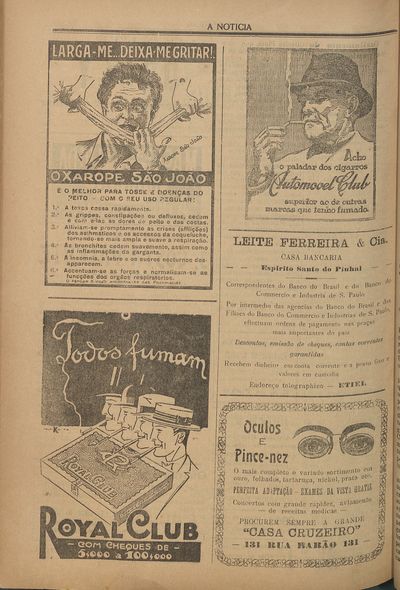 A NOTICIA
LARGA-ME...DEIXA-ME GRITAR!
Xarope São João
O XAROPE SÃO JOÃO
E O MELHOR PARA TOSSE E DOENÇAS DO
PEITO - COM O SEU USO REGULAR:
1.º A tosse cessa rapidamente.
2.º As grippes, constipações ou defluxos, cedem
e com ellas as dores do peito e das costas.
3.º Alliviam-se promptamente as crises (afflições)
dos asthmaticos e os accessos da coqueluche,
tornando-se mais ampla e suave a respiração.
4.º As bronchites cedem suavemente, assim como
as inflammações da garganta.
5.º A insomnia, a febre e os suores nocturnos des-
apparecem.
6.º Accentuam-se as forças e normalisam-se as
funcções dos orgãos respiratorios.
Todos fumam
ROYAL CLUB
ROYAL CLUB
— COM CHEQUES DE —
5$000 a 100$000
Acho
o paladar dos cigarros
Automovel Club
superior ao de outras
marcas que tenho fumado.
LEITE FERREIRA & Cia.
CASA BANCARIA
Espirito Santo do Pinhal
Correspondentes do Banco do Brasil e do Banco do
Commercio e Industria de S. Paulo.
Por intermedio das agencias do Banco do Brasil e das
Filiaes do Banco do Commercio e Industria de S. Paulo,
effectuam ordens de pagamento nas praças
mais importantes do paiz
Descontos, emissão de cheques, contas correntes
garantidas
Recebem dinheiro em conta corrente e a prazo fixo e
valores em custodia
Endereço telegraphico — ETIEL
Oculos
E
Pince-nez
O mais completo e variado sortimento em
ouro, folhados, tartaruga, nickel, prata etc.
PERFEITA ADAPTAÇÃO - EXAMES DA VISTA GRATIS
Concertos com grande rapidez, aviamento
— de receitas medicas —
PROCUREM SEMPRE A GRANDE
"CASA CRUZEIRO"
— 131 RUA BARÃO 131 —